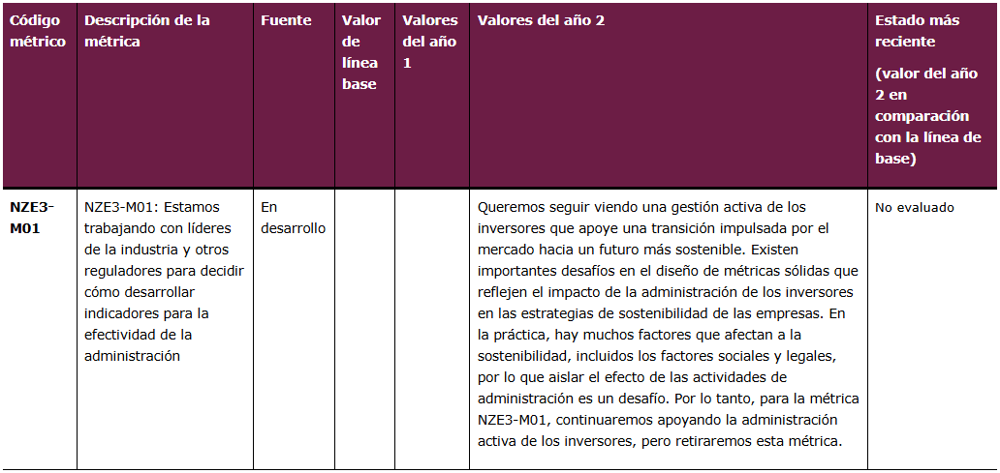 Código métrico
Descripción de la métrica
Fuente
Valor de línea base
Valores del año 1
Valores del año 2
Estado más reciente
(valor del año 2 en comparación con la línea de base)
NZE3-M01
NZE3-M01: Estamos trabajando con líderes de la industria y otros reguladores para decidir cómo desarrollar indicadores para la efectividad de la administración
En desarrollo
Queremos seguir viendo una gestión activa de los
inversores que apoye una transición impulsada por el
mercado hacia un futuro más sostenible. Existen
importantes desafíos en el diseño de métricas sólidas que
reflejen el impacto de la administración de los inversores
en las estrategias de sostenibilidad de las empresas. En
la práctica, hay muchos factores que afectan a la
sostenibilidad, incluidos los factores sociales y legales,
por lo que aislar el efecto de las actividades de
administración es un desafío. Por lo tanto, para la métrica
NZE3-M01, continuaremos apoyando la administración
activa de los inversores, pero retiraremos esta métrica.
No evaluado